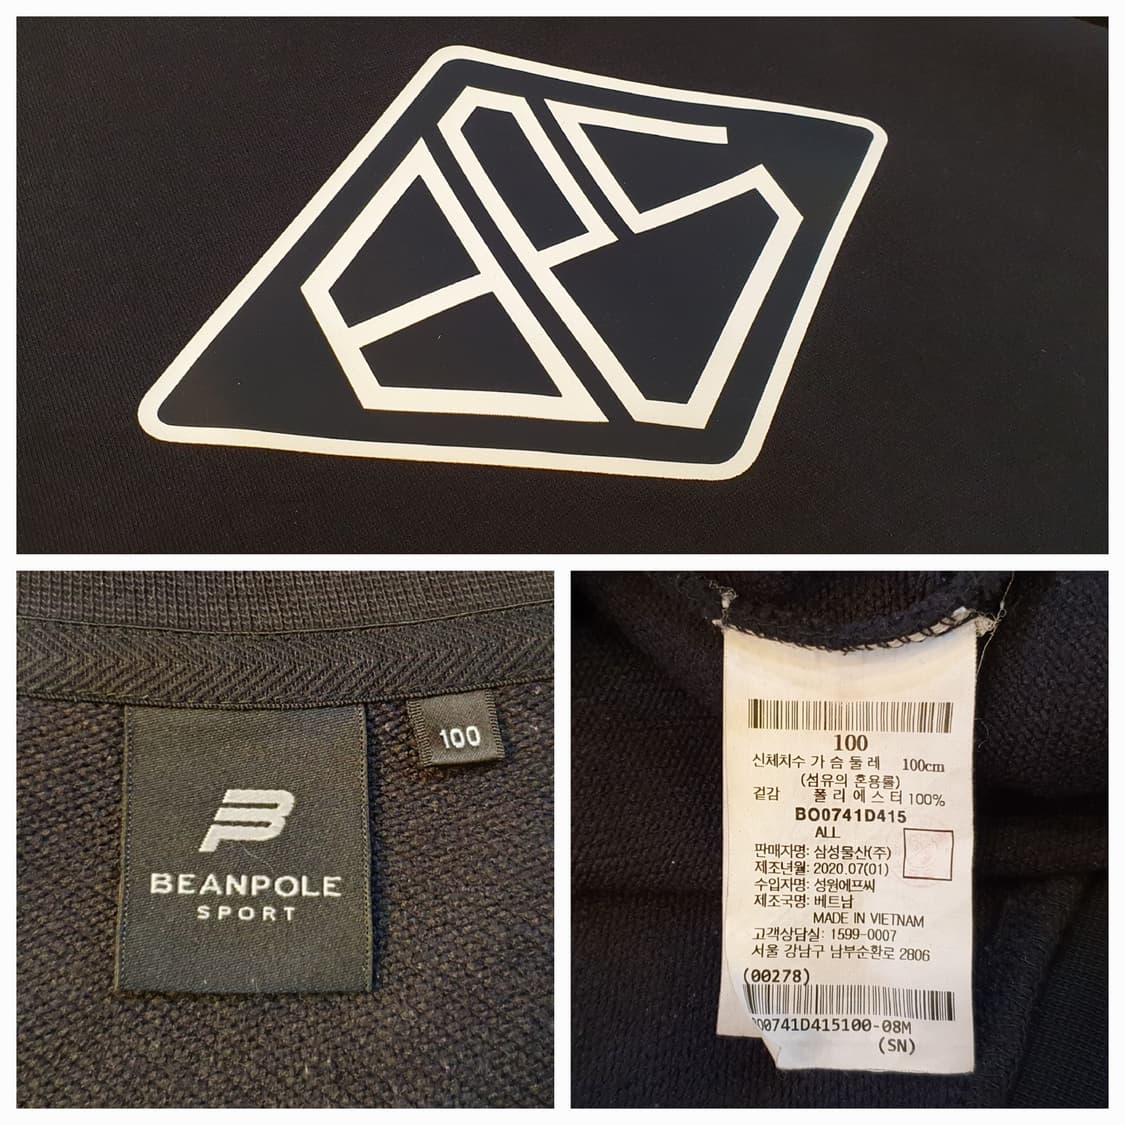 BPS
100
BEANPOLE
SPORT
100
신체치수 가 슴 둘 레 100cm
(섬유의 혼용률)
겉감 폴 리 에 스 터 100%
BO0741D415
ALL
판매자명: 삼성물산(주)
제조년월: 2020.07(01)
수입자명: 성원에프씨
제조국명: 베트남
MADE IN VIETNAM
고객상담실: 1599-0007
서울 강남구 남부순환로 2806
(00278)
BO0741D415100-08M
(SN)